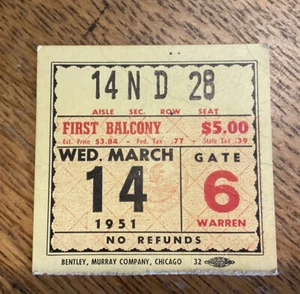 14 N D 28
AISLE SEC. ROW SEAT
FIRST BALCONY $5.00
Est. Price $3.84 - Fed. Tax .77 - State Tax .39
WED. MARCH GATE
14 6
1951 WARREN
NO REFUNDS
BENTLEY, MURRAY COMPANY, CHICAGO 32